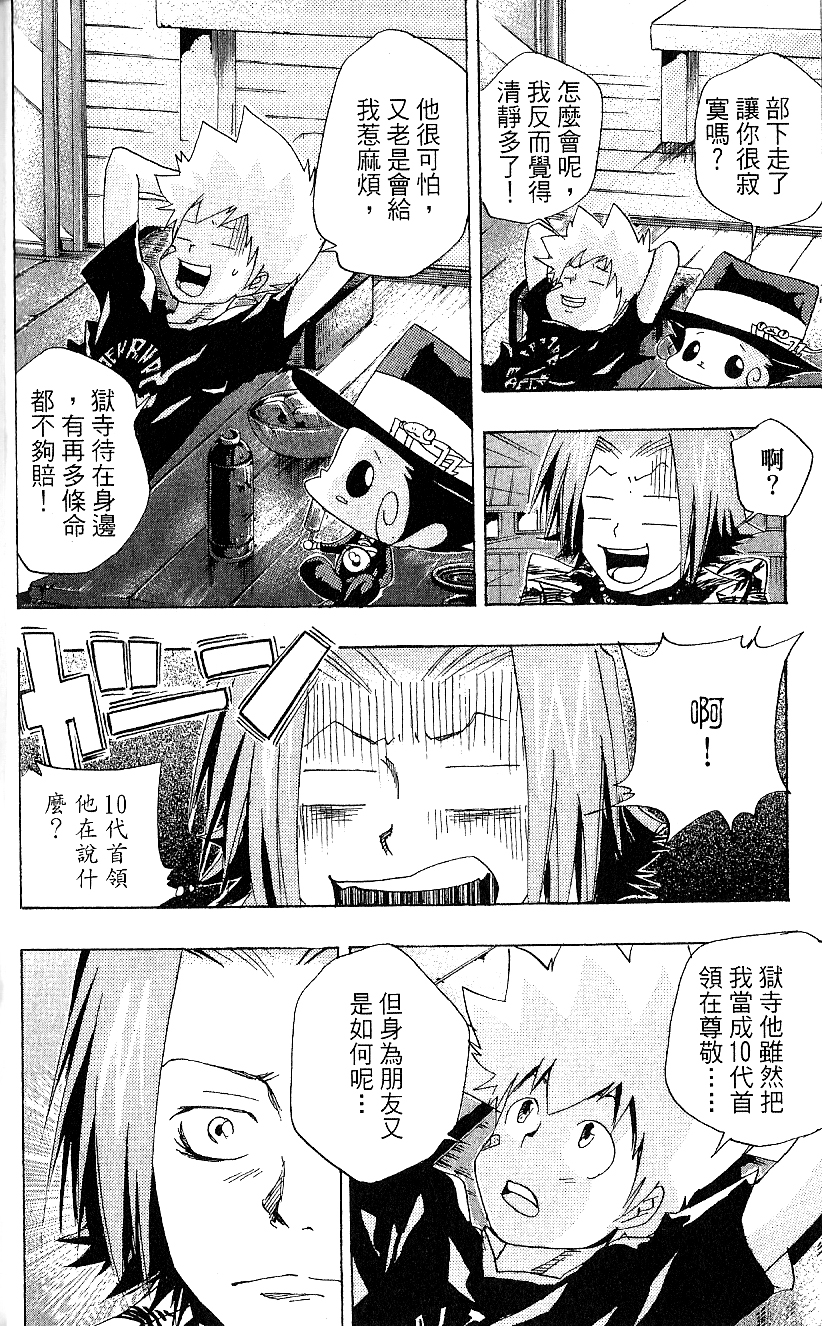 部下走了
讓你很寂
寞嗎？
怎麼會呢，
我反而覺得
清靜多了！
他很可怕，
又老是會給
我惹麻煩，
獄寺待在身邊
，有再多條命
都不夠賠！
啊？
啊！
ガーン
10代首領
他在說什
麼？
獄寺他雖然把
我當成10代首
領在尊敬……
但身為朋友又
是如何呢…